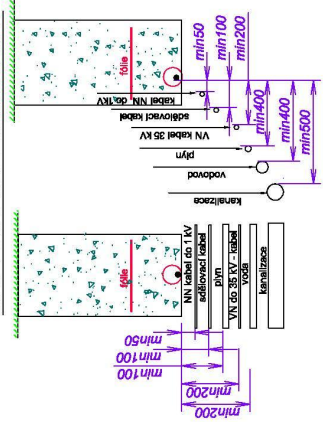 min50
min100
min200
min400
min400
min500
fólie
kabel NN, do 1kV
sdělovací kabel
VN kabel 35 kV
plyn
vodovod
kanalizace
fólie
NN kabel do 1 kV
sdělovací kabel
plyn
VN do 35 kV - kabel
voda
kanalizace
min50
min100
min100
min200
min200